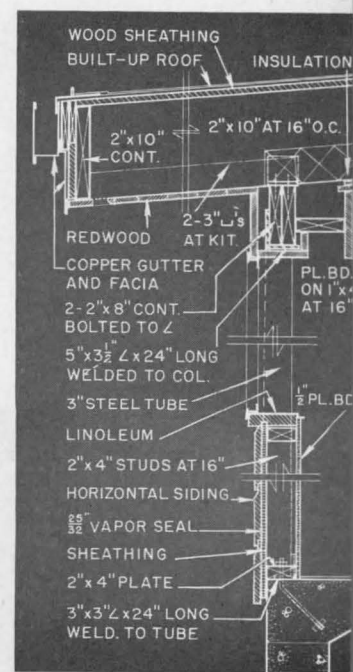 WOOD SHEATHING
BUILT-UP ROOF
INSULATION
2"x10"
CONT.
2"x10" AT 16" O.C.
REDWOOD
2-3" ⊔'s
AT KIT.
COPPER GUTTER
AND FACIA
PL.BD.
ON 1"x4
AT 16"
2-2"x8" CONT.
BOLTED TO ∠
5"x3½" ∠ x24" LONG
WELDED TO COL.
3" STEEL TUBE
½" PL.BD
LINOLEUM
2"x4" STUDS AT 16"
HORIZONTAL SIDING
25/32" VAPOR SEAL
SHEATHING
2"x4" PLATE
3"x3"∠x24" LONG
WELD. TO TUBE